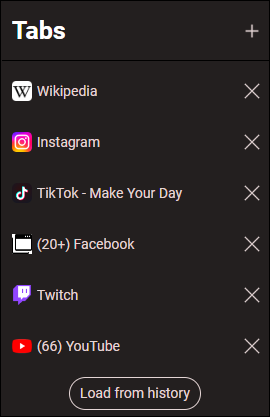 Tabs
Wikipedia
Instagram
TikTok - Make Your Day
(20+) Facebook
Twitch
(66) YouTube
Load from history